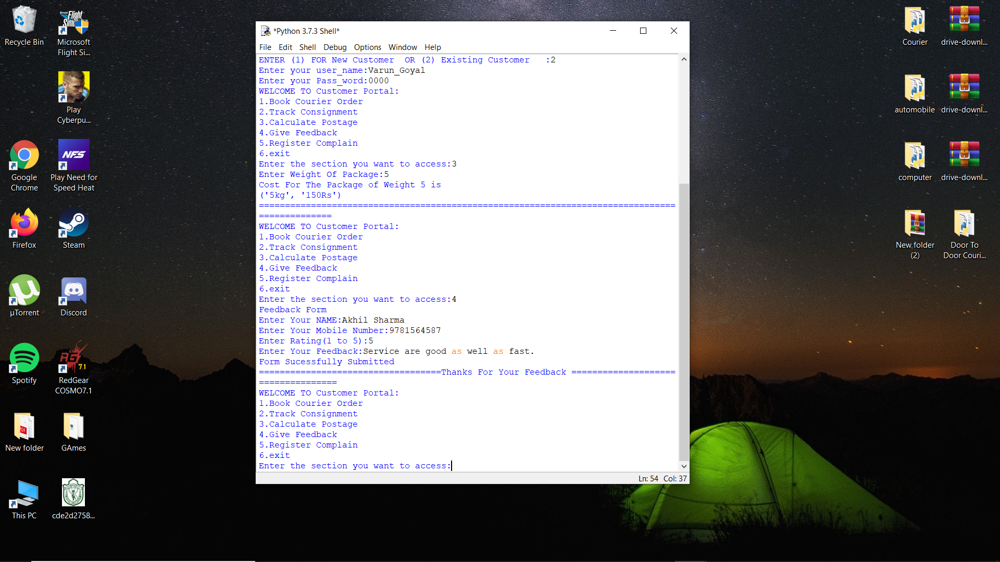 Recycle Bin
Microsoft
Flight Si...
Play
Cyberpu...
Google
Chrome
Play Need for
Speed Heat
Firefox
Steam
µTorrent
Discord
Spotify
RedGear
COSMO7.1
New folder
GAmes
This PC
cde2d2758...
Microsoft
Flight
NFS
RG
7.1
PDF
*Python 3.7.3 Shell*
File Edit Shell Debug Options Window Help
ENTER (1) FOR New Customer  OR (2) Existing Customer   :2
Enter your user_name:Varun_Goyal
Enter your Pass_word:0000
WELCOME TO Customer Portal:
1.Book Courier Order
2.Track Consignment
3.Calculate Postage
4.Give Feedback
5.Register Complain
6.exit
Enter the section you want to access:3
Enter Weight Of Package:5
Cost For The Package of Weight 5 is
('5kg', '150Rs')
================================================================================
==============
WELCOME TO Customer Portal:
1.Book Courier Order
2.Track Consignment
3.Calculate Postage
4.Give Feedback
5.Register Complain
6.exit
Enter the section you want to access:4
Feedback Form
Enter Your NAME:Akhil Sharma
Enter Your Mobile Number:9781564587
Enter Rating(1 to 5):5
Enter Your Feedback:Service are good as well as fast.
Form Sucessfully Submitted
===================================Thanks For Your Feedback ====================
===============
WELCOME TO Customer Portal:
1.Book Courier Order
2.Track Consignment
3.Calculate Postage
4.Give Feedback
5.Register Complain
6.exit
Enter the section you want to access:
Ln: 54 Col: 37
Courier
drive-downl...
automobile
drive-downl...
computer
drive-downl...
New folder
(2)
Door To
Door Couri...